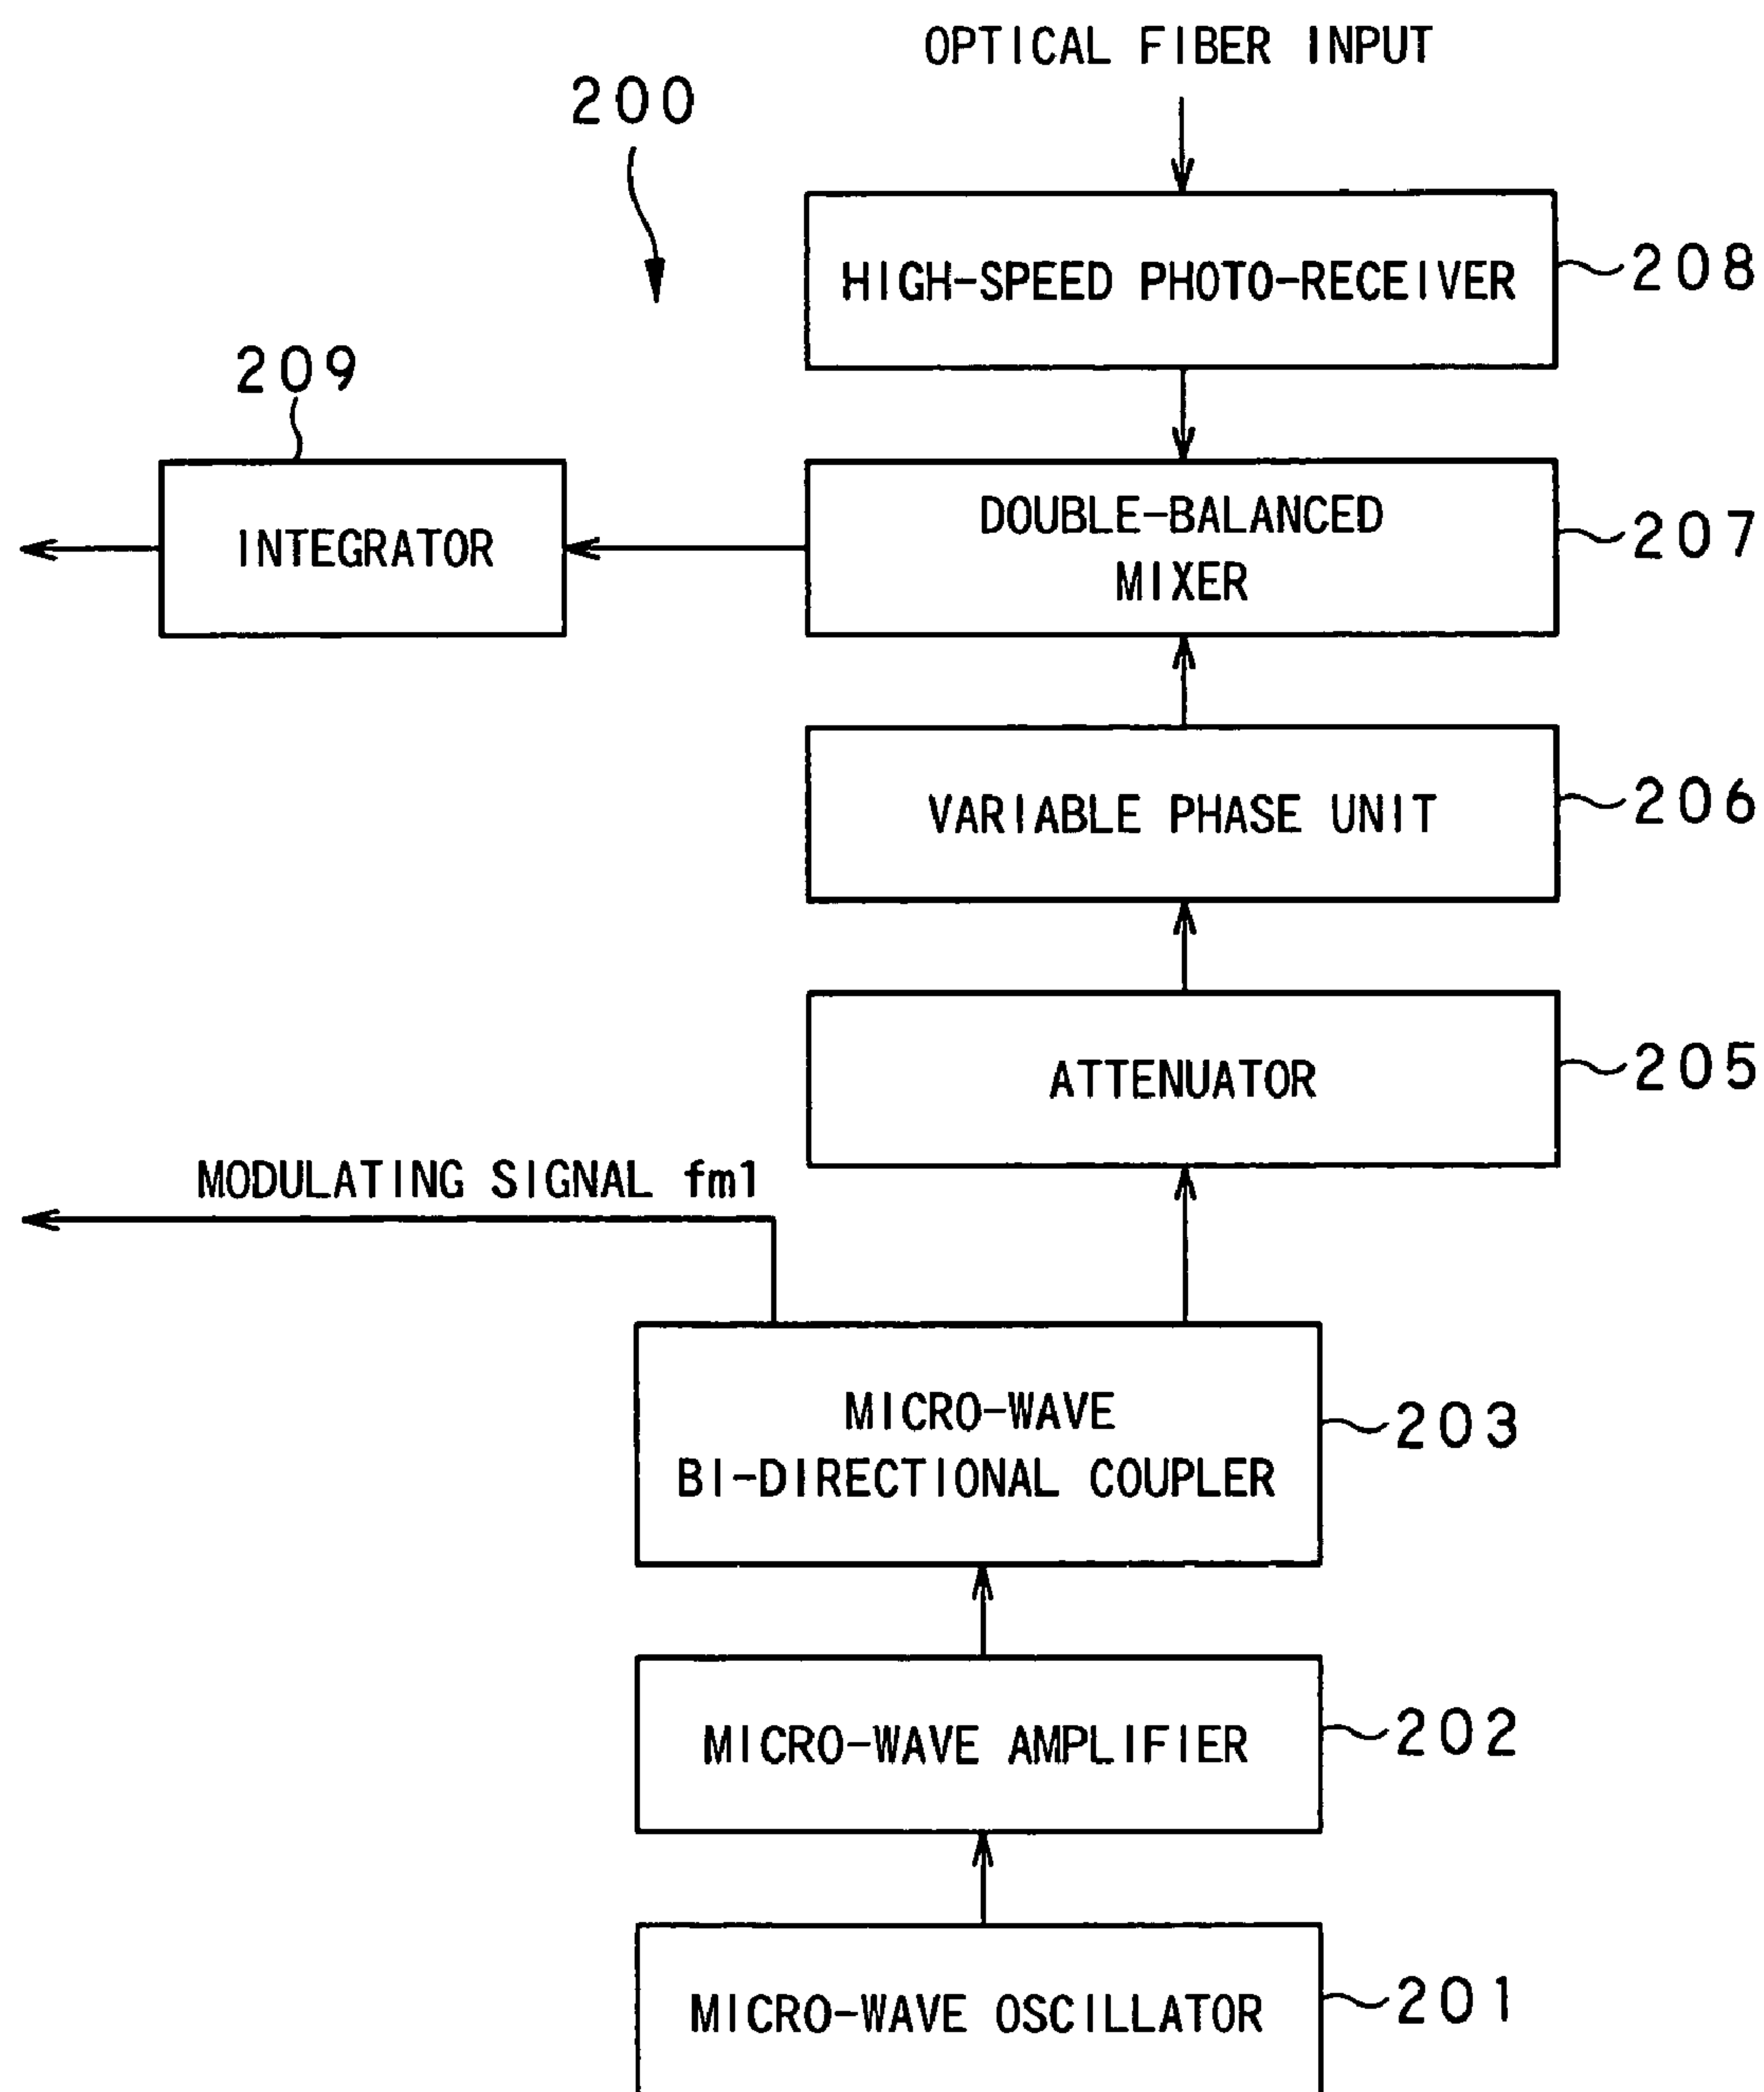 OPTICAL FIBER INPUT
200
HIGH-SPEED PHOTO-RECEIVER
208
209
INTEGRATOR
DOUBLE-BALANCED
MIXER
207
VARIABLE PHASE UNIT
206
ATTENUATOR
205
MODULATING SIGNAL fm1
MICRO-WAVE
BI-DIRECTIONAL COUPLER
203
MICRO-WAVE AMPLIFIER
202
MICRO-WAVE OSCILLATOR
201